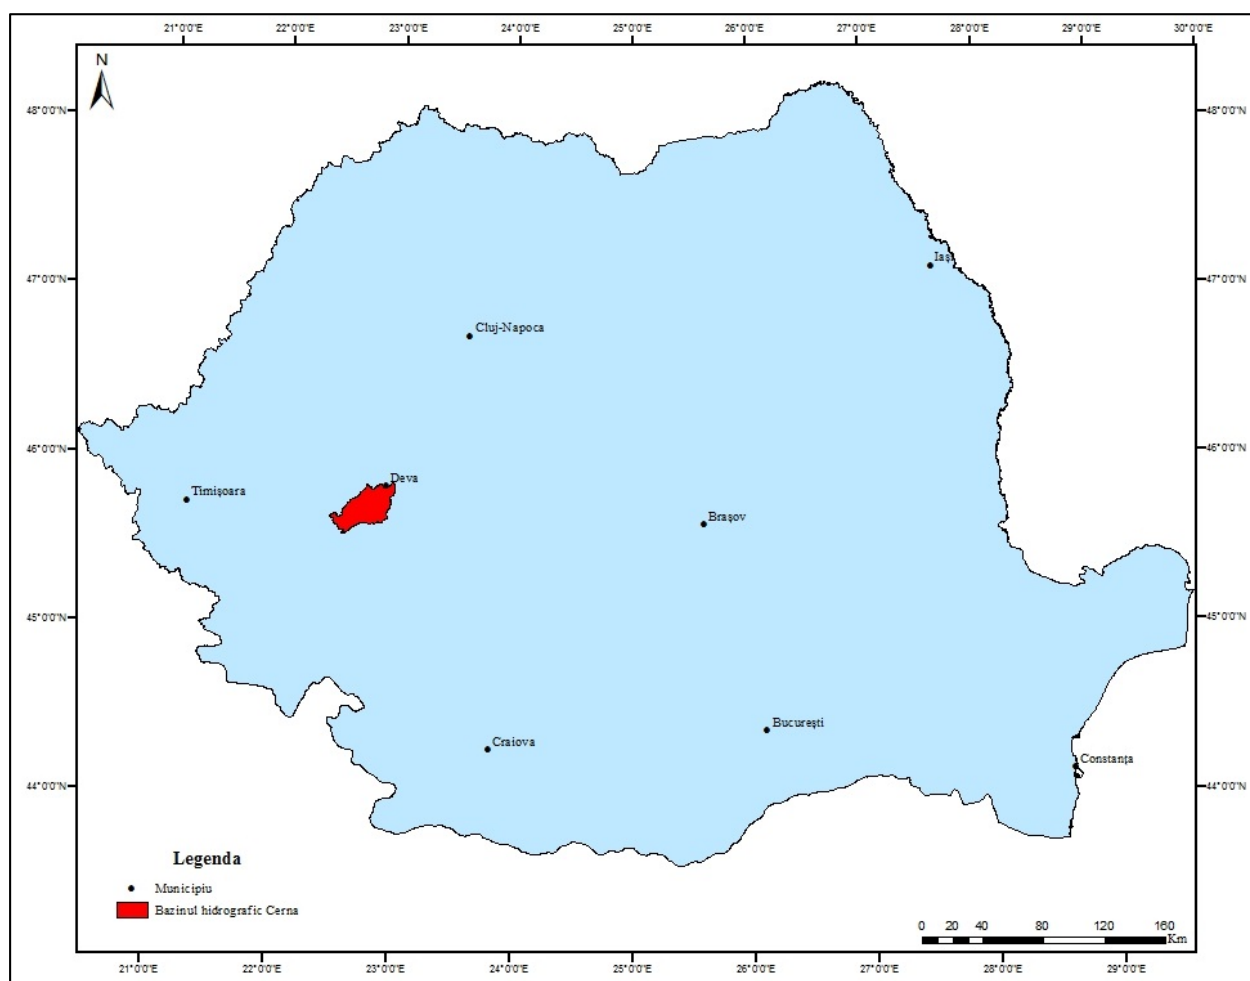 21°0'0"E 22°0'0"E 23°0'0"E 24°0'0"E 25°0'0"E 26°0'0"E 27°0'0"E 28°0'0"E 29°0'0"E 30°0'0"E
N
48°0'0"N 48°0'0"N
Iași
47°0'0"N 47°0'0"N
Cluj-Napoca
46°0'0"N 46°0'0"N
Deva
Timișoara
Brașov
45°0'0"N 45°0'0"N
București
Craiova
Constanța
44°0'0"N 44°0'0"N
Legenda
Municipiu
Bazinul hidrografic Cerna
0 20 40 80 120 160
Km
21°0'0"E 22°0'0"E 23°0'0"E 24°0'0"E 25°0'0"E 26°0'0"E 27°0'0"E 28°0'0"E 29°0'0"E